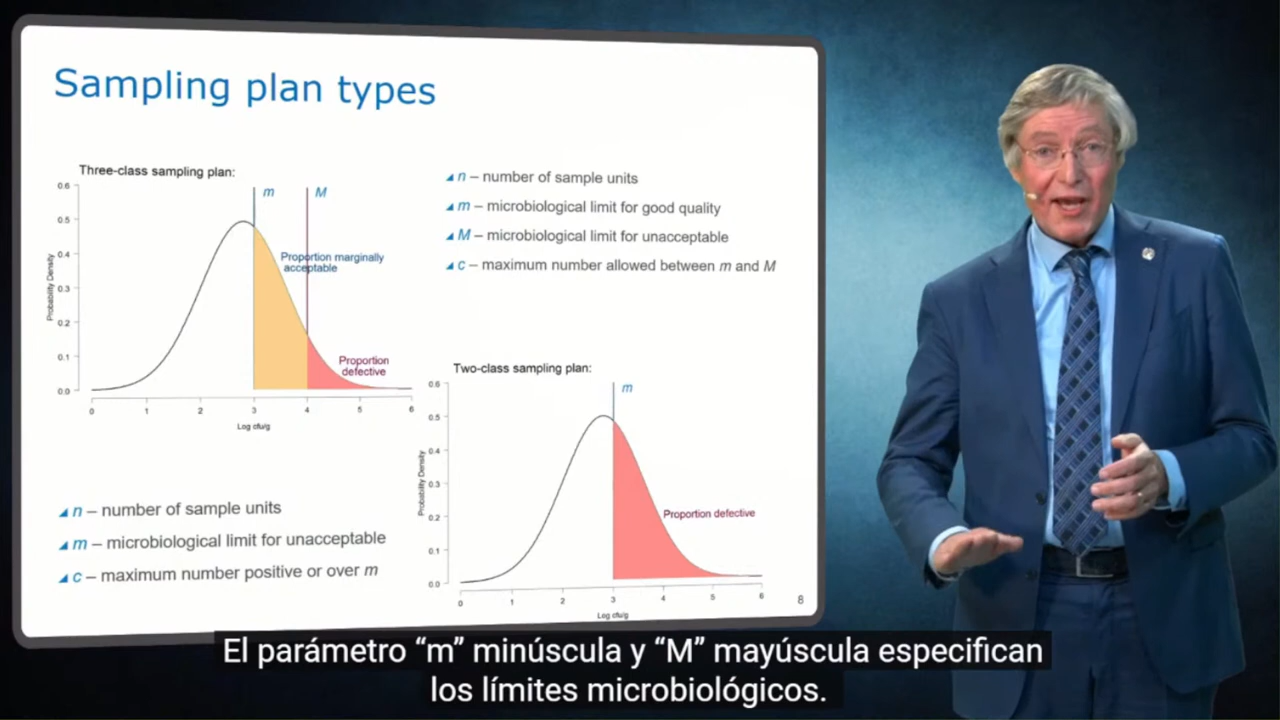 Sampling plan types
Three-class sampling plan:
m
M
0.6
0.5
0.4
0.3
0.2
0.1
0.0
Probability Density
Proportion marginally
acceptable
Proportion
defective
0 1 2 3 4 5 6
Log cfu/g
n – number of sample units
m – microbiological limit for good quality
M – microbiological limit for unacceptable
c – maximum number allowed between m and M
Two-class sampling plan:
m
0.6
0.5
0.4
0.3
0.2
0.1
0.0
Probability Density
Proportion defective
0 1 2 3 4 5 6
Log cfu/g
n – number of sample units
m – microbiological limit for unacceptable
c – maximum number positive or over m
8
El parámetro “m” minúscula y “M” mayúscula especifican
los límites microbiológicos.